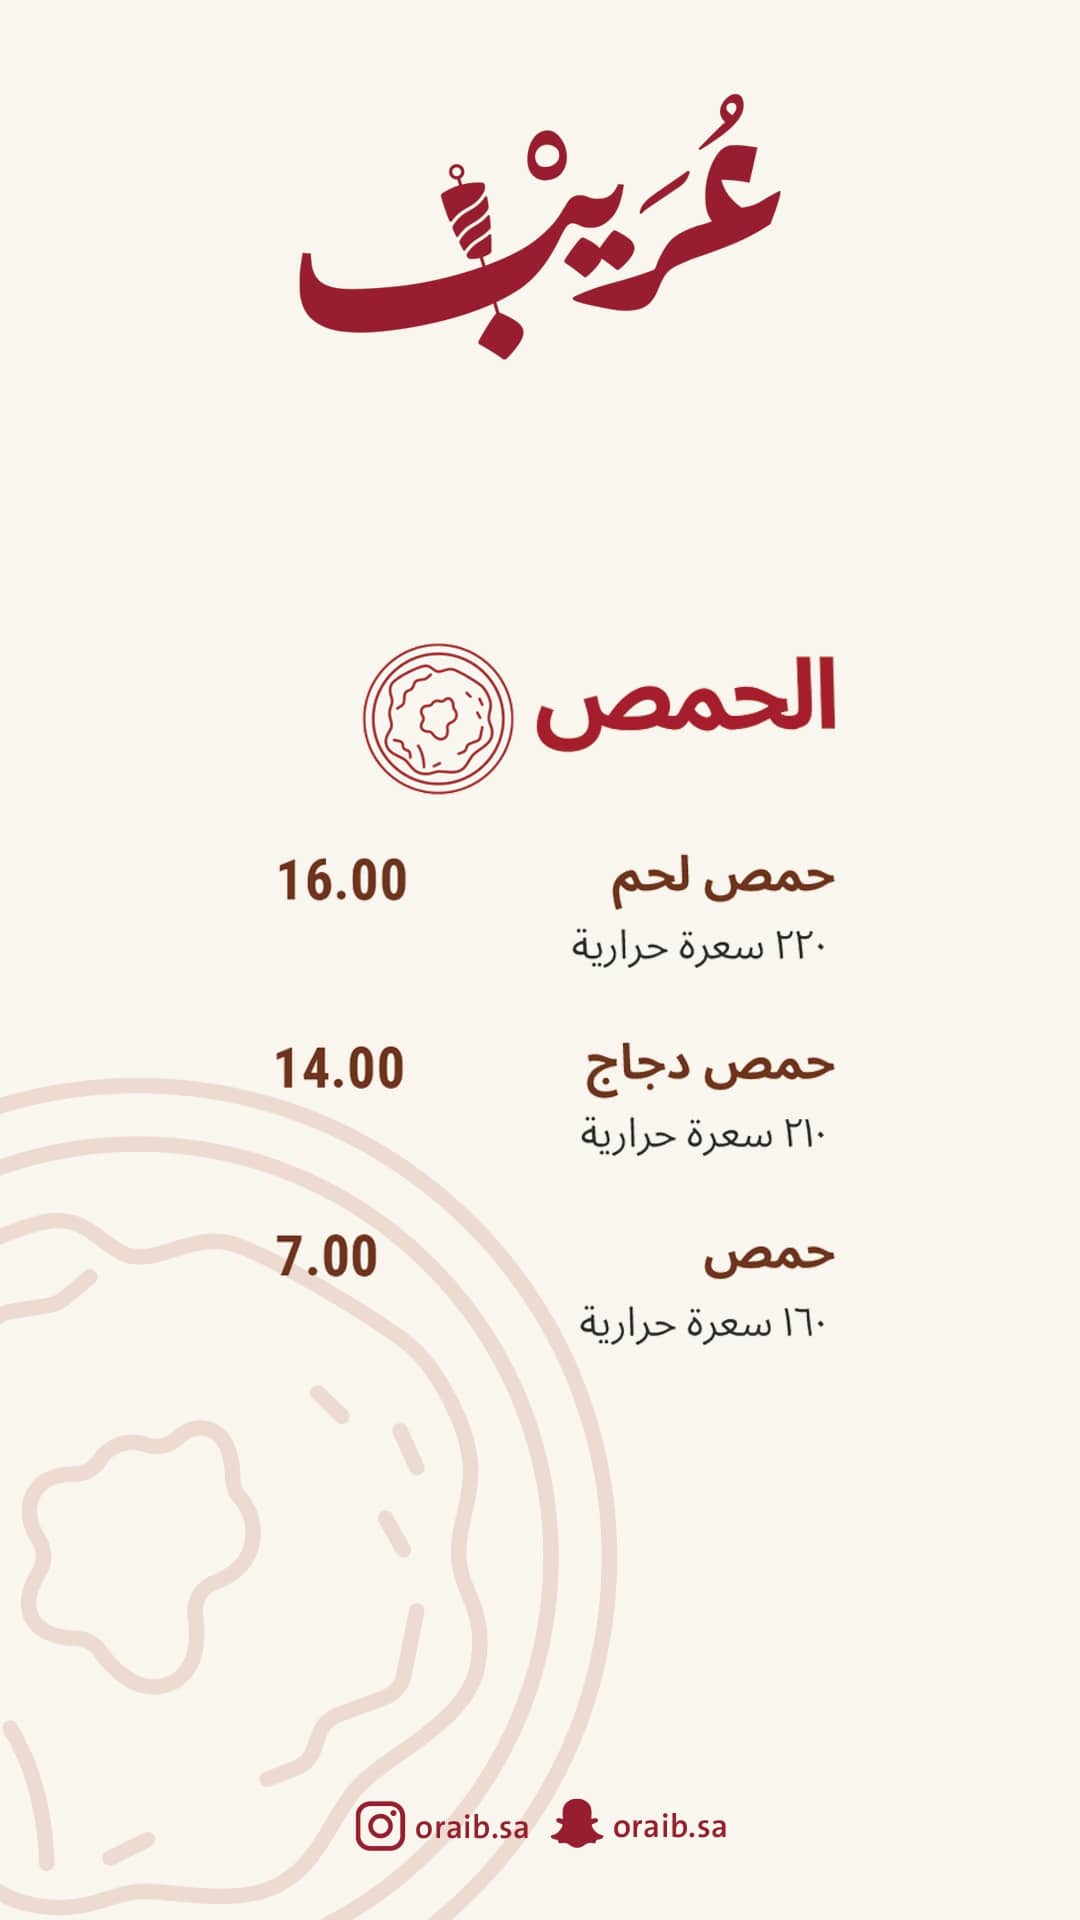 عُرَيْب
الحمص
حمص لحم 16.00
٢٢٠ سعرة حرارية
حمص دجاج 14.00
٢١٠ سعرة حرارية
حمص 7.00
١٦٠ سعرة حرارية
oraib.sa oraib.sa